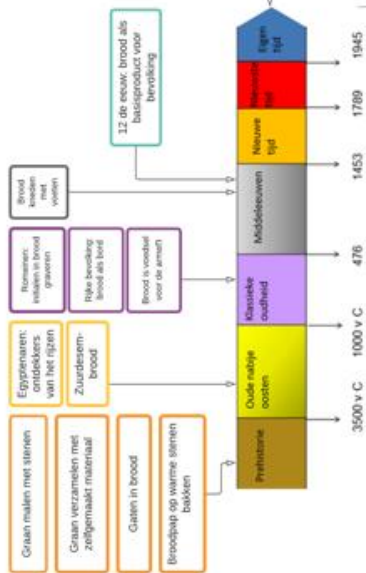 Graan malen met stenen
Graan verzamelen met
zelfgemaakt materiaal
Gaten in brood
Broodpap op warme stenen
bakken
Egyptenaren:
ontdekkers
van het rijzen
Zuurdesem-
brood
Romeinen:
initialen in brood
graveren
Rijke bevolking:
brood als bord
Brood is voedsel
voor de armen
Brood
kneden
met
voeten
12 de eeuw: brood als
basisproduct voor
bevolking
Prehistorie
Oude nabije
oosten
Klassieke
oudheid
Middeleeuwen
Nieuwe
tijd
Nieuwste
tijd
Eigen
tijd
3500 v C
1000 v C
476
1453
1789
1945